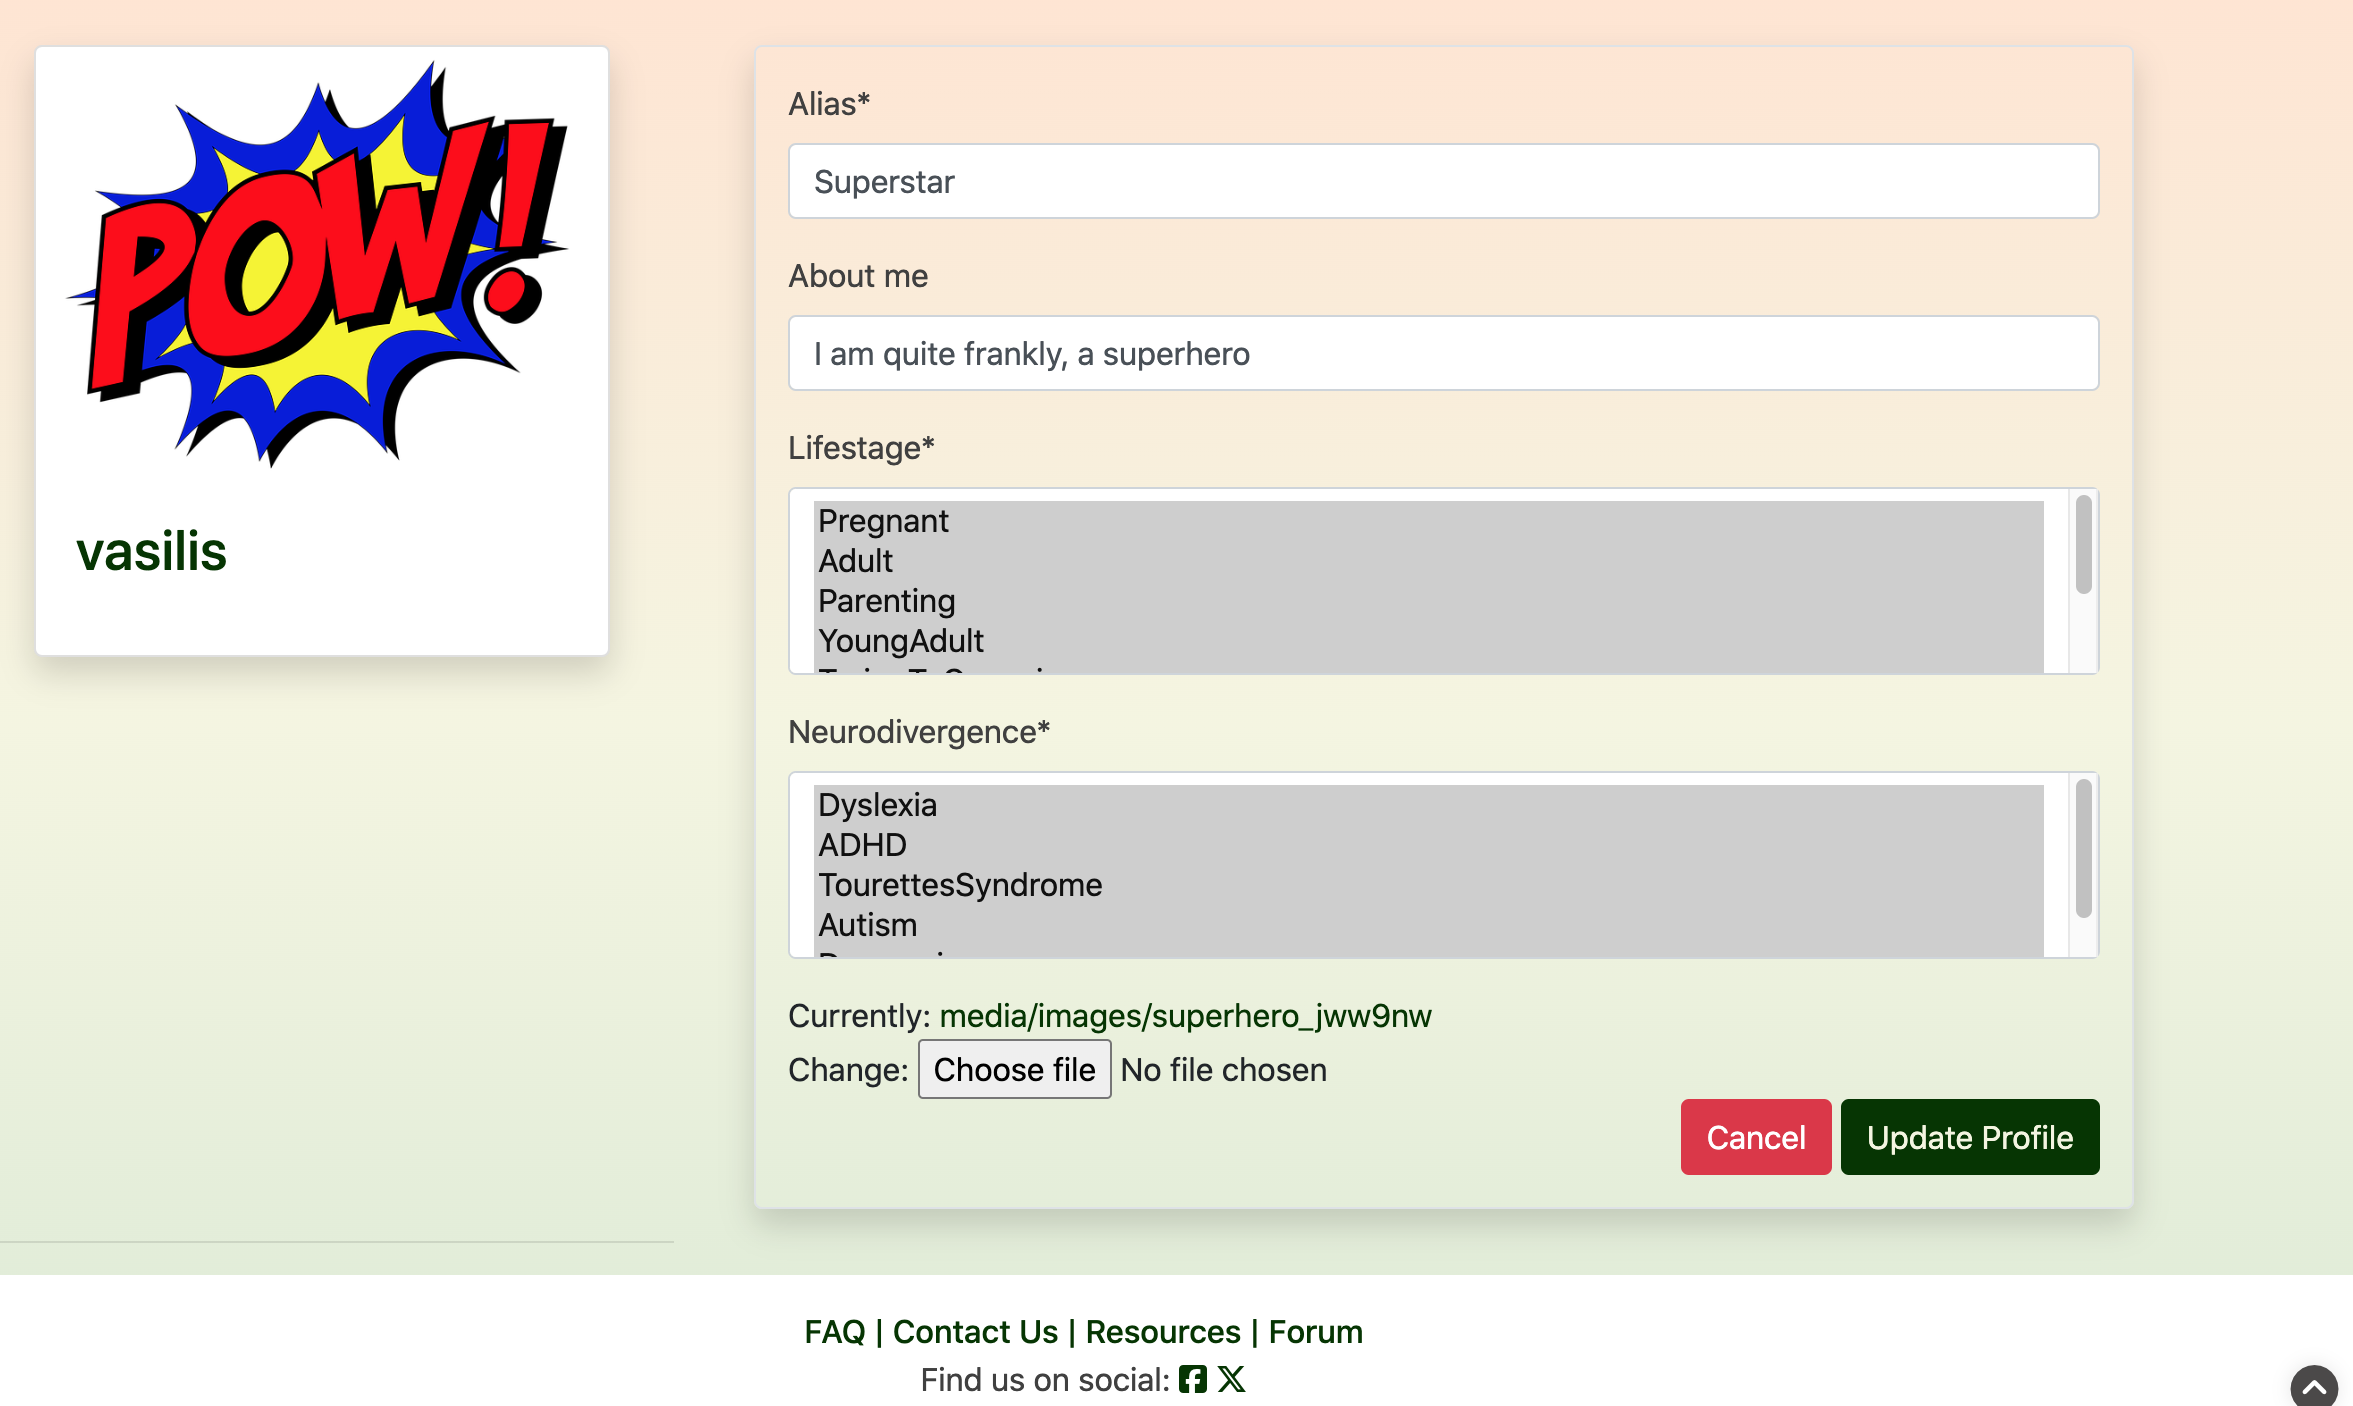 POW!
vasilis
Alias*
Superstar
About me
I am quite frankly, a superhero
Lifestage*
Pregnant
Adult
Parenting
YoungAdult
Neurodivergence*
Dyslexia
ADHD
TourettesSyndrome
Autism
Currently: media/images/superhero_jww9nw
Change: Choose file No file chosen
Cancel Update Profile
FAQ | Contact Us | Resources | Forum
Find us on social: